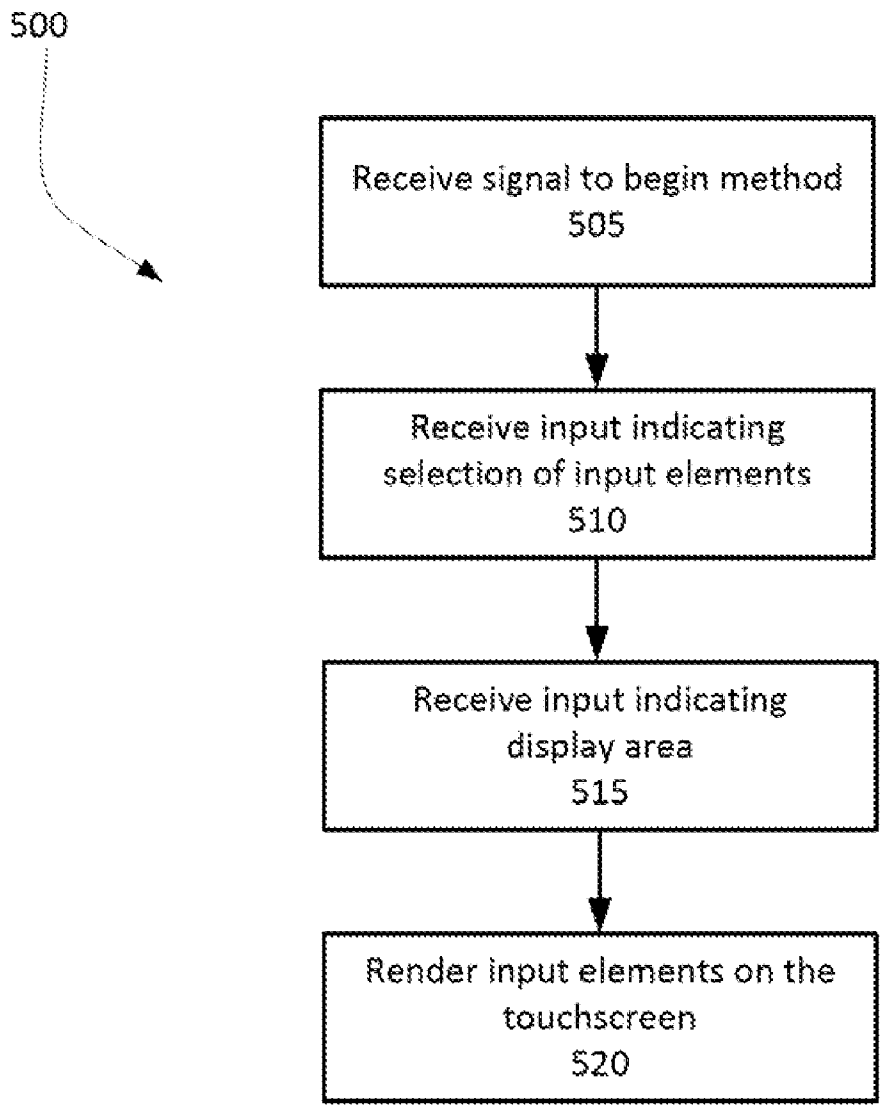 500
Receive signal to begin method
505
Receive input indicating
selection of input elements
510
Receive input indicating
display area
515
Render input elements on the
touchscreen
520